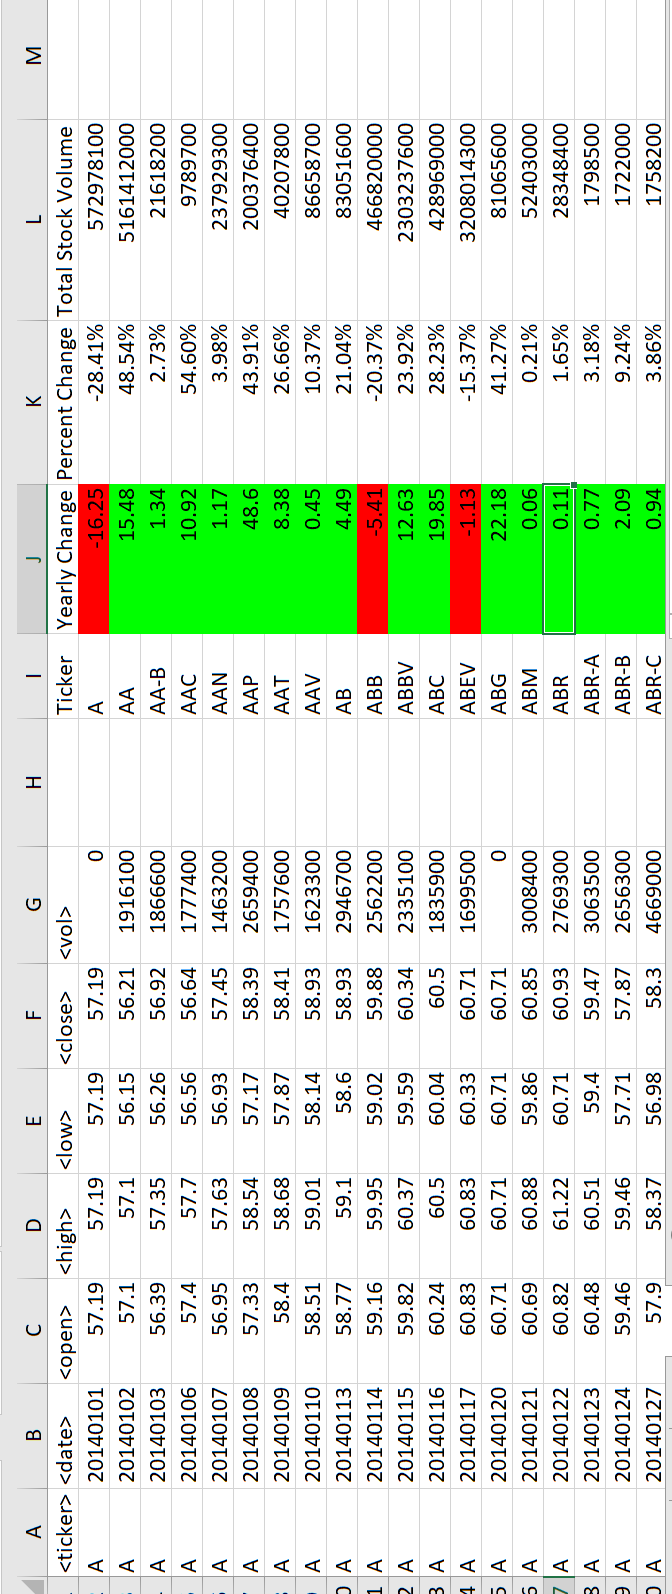 A B C D E F G H I J K L M
<ticker> <date> <open> <high> <low> <close> <vol> Ticker Yearly Change Percent Change Total Stock Volume
A 20140101 57.19 57.19 57.19 57.19 0 A -16.25 -28.41% 572978100
A 20140102 57.1 57.1 56.15 56.21 1916100 AA 15.48 48.54% 5161412000
A 20140103 56.39 57.35 56.26 56.92 1866600 AA-B 1.34 2.73% 21618200
A 20140106 57.4 57.7 56.56 56.64 1777400 AAC 10.92 54.60% 9789700
A 20140107 56.95 57.63 56.93 57.45 1463200 AAN 1.17 3.98% 237929300
A 20140108 57.33 58.54 57.17 58.39 2659400 AAP 48.6 43.91% 200376400
A 20140109 58.4 58.68 57.87 58.41 1757600 AAT 8.38 26.66% 40207800
A 20140110 58.51 59.01 58.14 58.93 1623300 AAV 0.45 10.37% 86658700
0 A 20140113 58.77 59.1 58.6 58.93 2946700 AB 4.49 21.04% 83051600
1 A 20140114 59.16 59.95 59.02 59.88 2562200 ABB -5.41 -20.37% 466820000
2 A 20140115 59.82 60.37 59.59 60.34 2335100 ABBV 12.63 23.92% 2303237600
3 A 20140116 60.24 60.5 60.04 60.5 1835900 ABC 19.85 28.23% 428969000
4 A 20140117 60.83 60.83 60.33 60.71 1699500 ABEV -1.13 -15.37% 3208014300
5 A 20140120 60.71 60.71 60.71 60.71 0 ABG 22.18 41.27% 81065600
6 A 20140121 60.69 60.88 59.86 60.85 3008400 ABM 0.06 0.21% 52403000
7 A 20140122 60.82 61.22 60.71 60.93 2769300 ABR 0.11 1.65% 28348400
8 A 20140123 60.48 60.51 59.4 59.47 3063500 ABR-A 0.77 3.18% 1798500
9 A 20140124 59.46 59.46 57.71 57.87 2656300 ABR-B 2.09 9.24% 1722000
0 A 20140127 57.9 58.37 56.98 58.3 4669000 ABR-C 0.94 3.86% 1758200